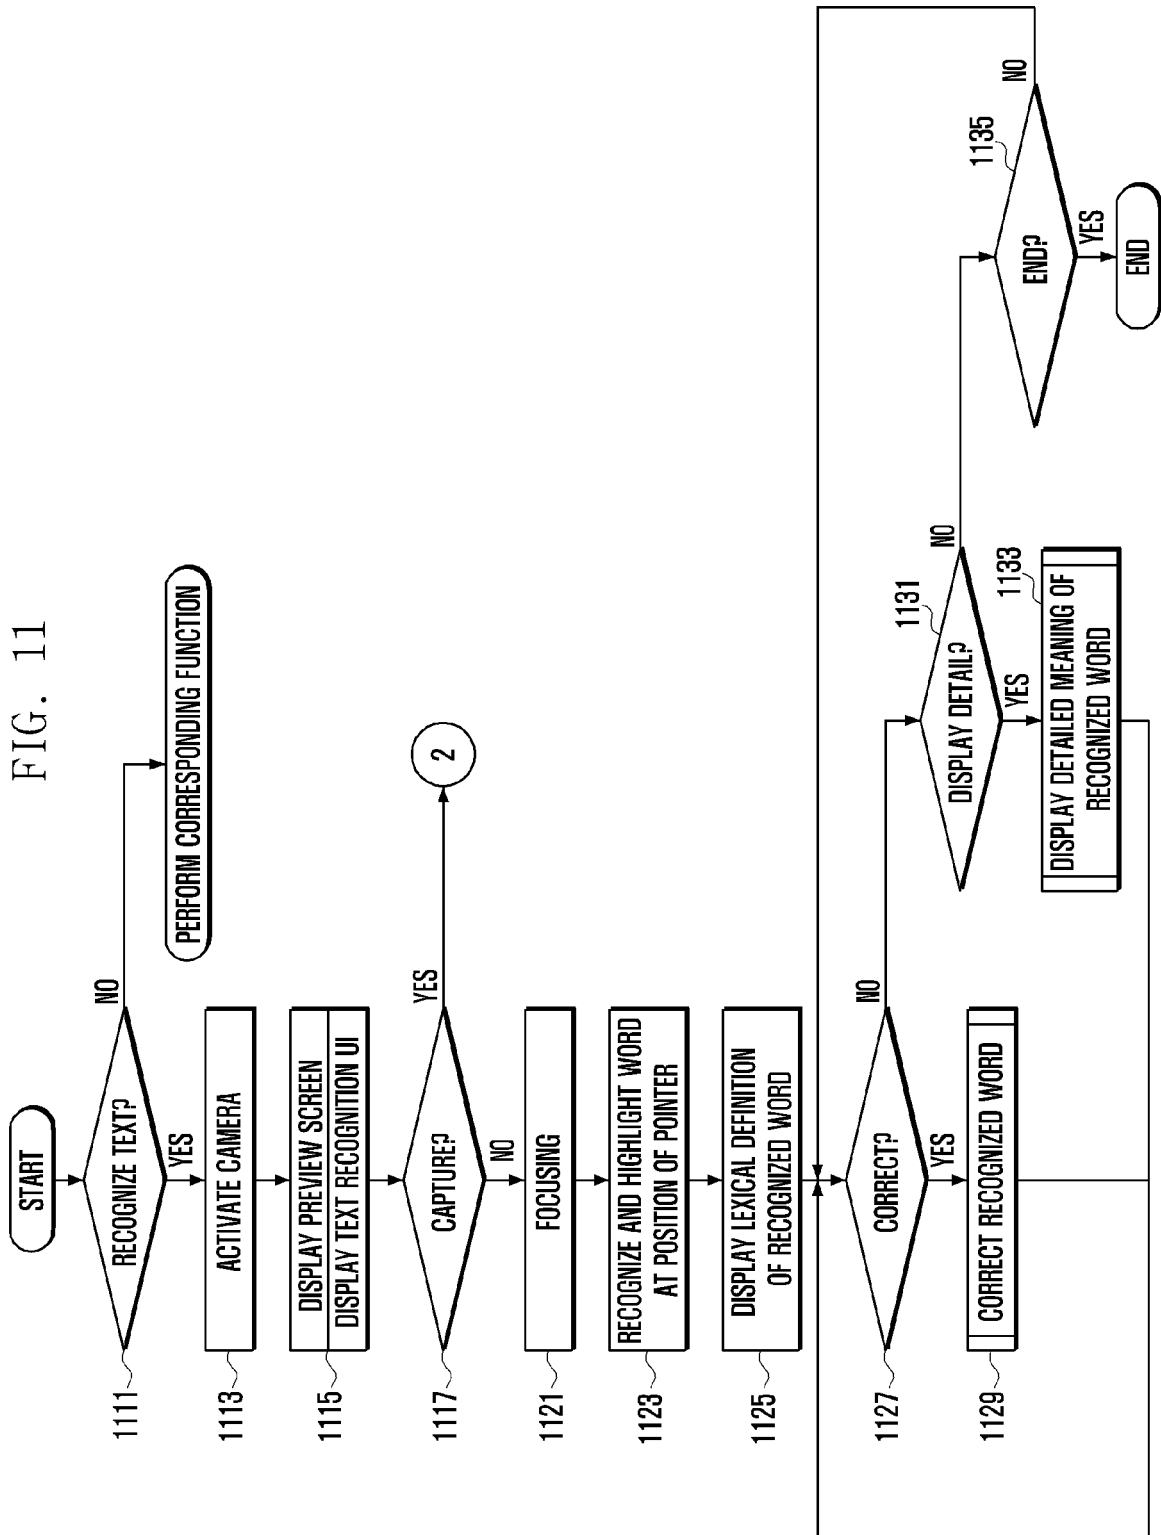 FIG. 11
START
RECOGNIZE TEXT?
1111
NO
PERFORM CORRESPONDING FUNCTION
YES
ACTIVATE CAMERA
1113
DISPLAY PREVIEW SCREEN
DISPLAY TEXT RECOGNITION UI
1115
CAPTURE?
1117
YES
2
NO
FOCUSING
1121
RECOGNIZE AND HIGHLIGHT WORD
AT POSITION OF POINTER
1123
DISPLAY LEXICAL DEFINITION
OF RECOGNIZED WORD
1125
CORRECT?
1127
NO
YES
CORRECT RECOGNIZED WORD
1129
DISPLAY DETAIL?
1131
NO
YES
DISPLAY DETAILED MEANING OF
RECOGNIZED WORD
1133
END?
1135
NO
YES
END